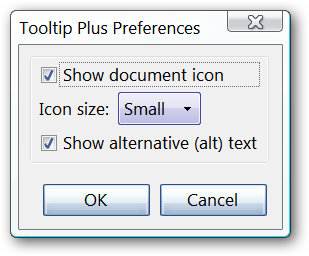 Tooltip Plus Preferences
Show document icon
Icon size: Small
Show alternative (alt) text
OK Cancel